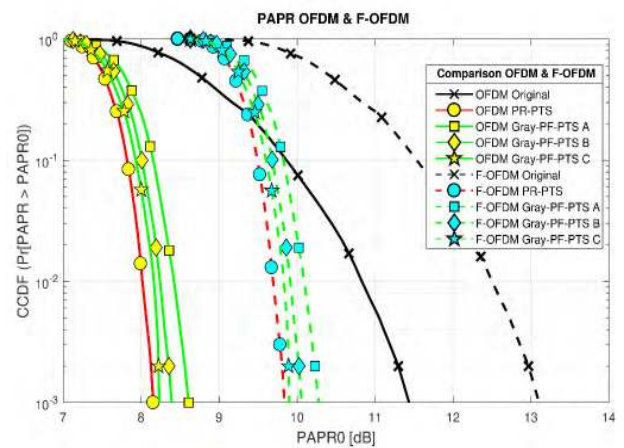 PAPR OFDM & F-OFDM
CCDF (Pr[PAPR > PAPR0])
10^0
10^-1
10^-2
10^-3
Comparison OFDM & F-OFDM
OFDM Original
OFDM PR-PTS
OFDM Gray-PF-PTS A
OFDM Gray-PF-PTS B
OFDM Gray-PF-PTS C
F-OFDM Original
F-OFDM PR-PTS
F-OFDM Gray-PF-PTS A
F-OFDM Gray-PF-PTS B
F-OFDM Gray-PF-PTS C
7 8 9 10 11 12 13 14
PAPR0 [dB]